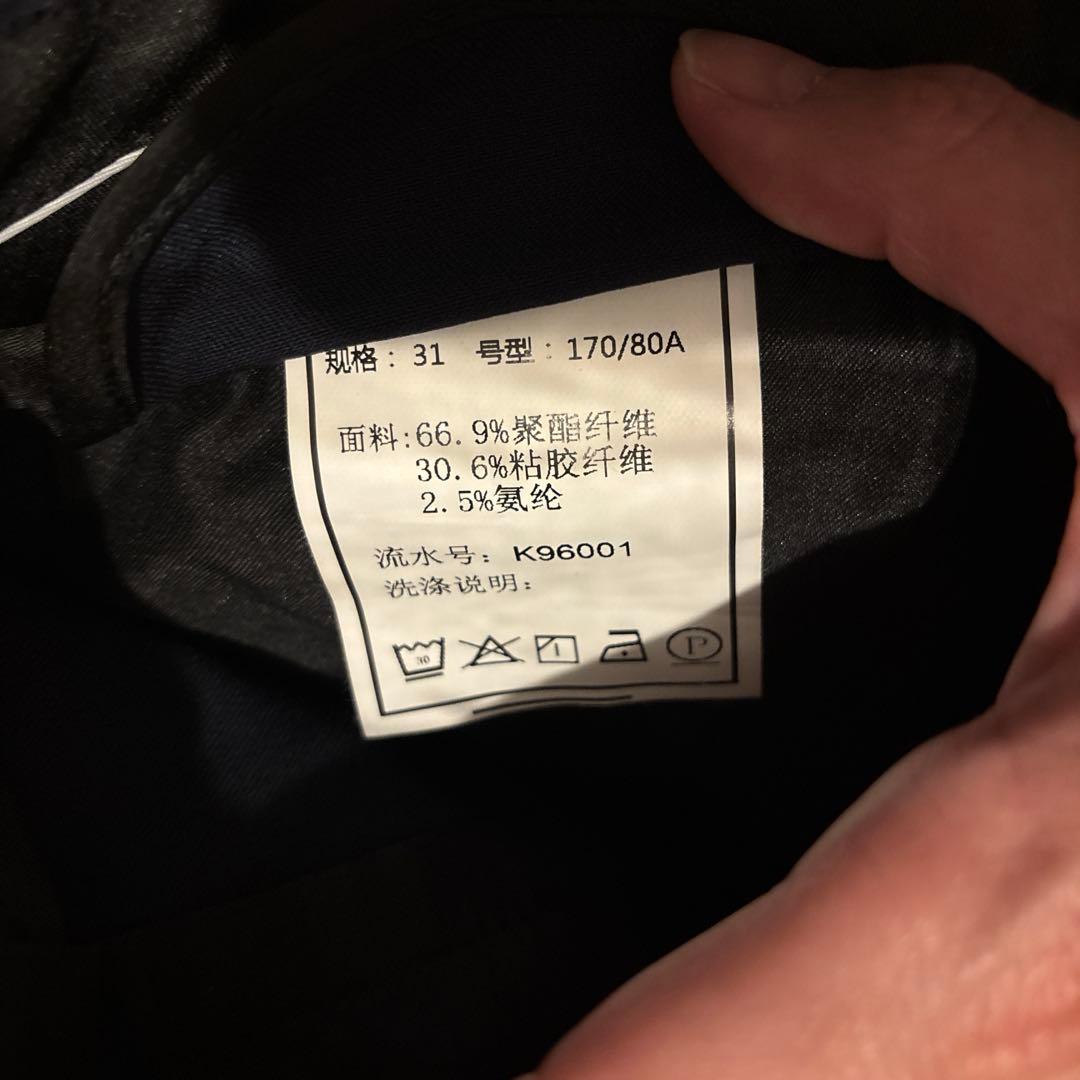 规格：31 号型：170/80A
面料:66.9%聚酯纤维
30.6%粘胶纤维
2.5%氨纶
流水号：K96001
洗涤说明：
30 P